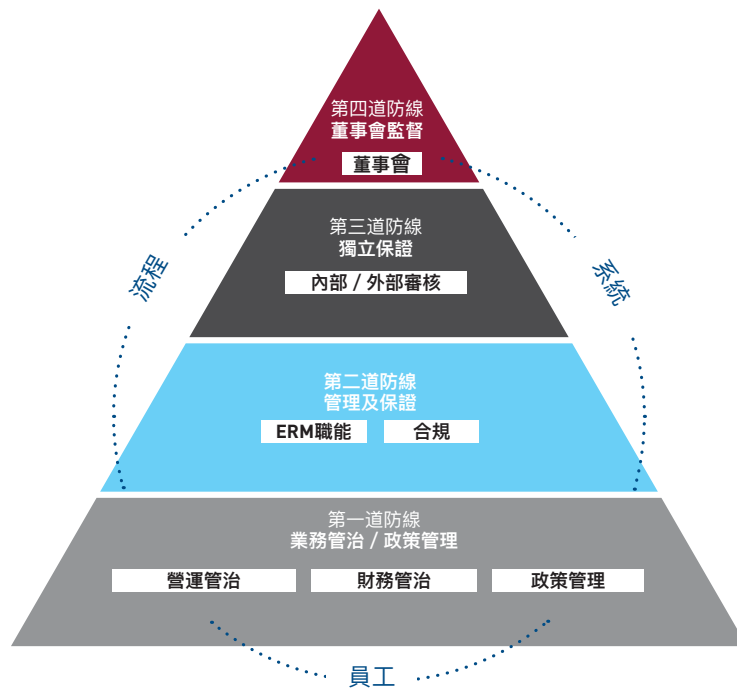 第四道防線
董事會監督
董事會
第三道防線
獨立保證
流程
系統
內部 / 外部審核
第二道防線
管理及保證
ERM職能
合規
第一道防線
業務管治 / 政策管理
營運管治
財務管治
政策管理
員工